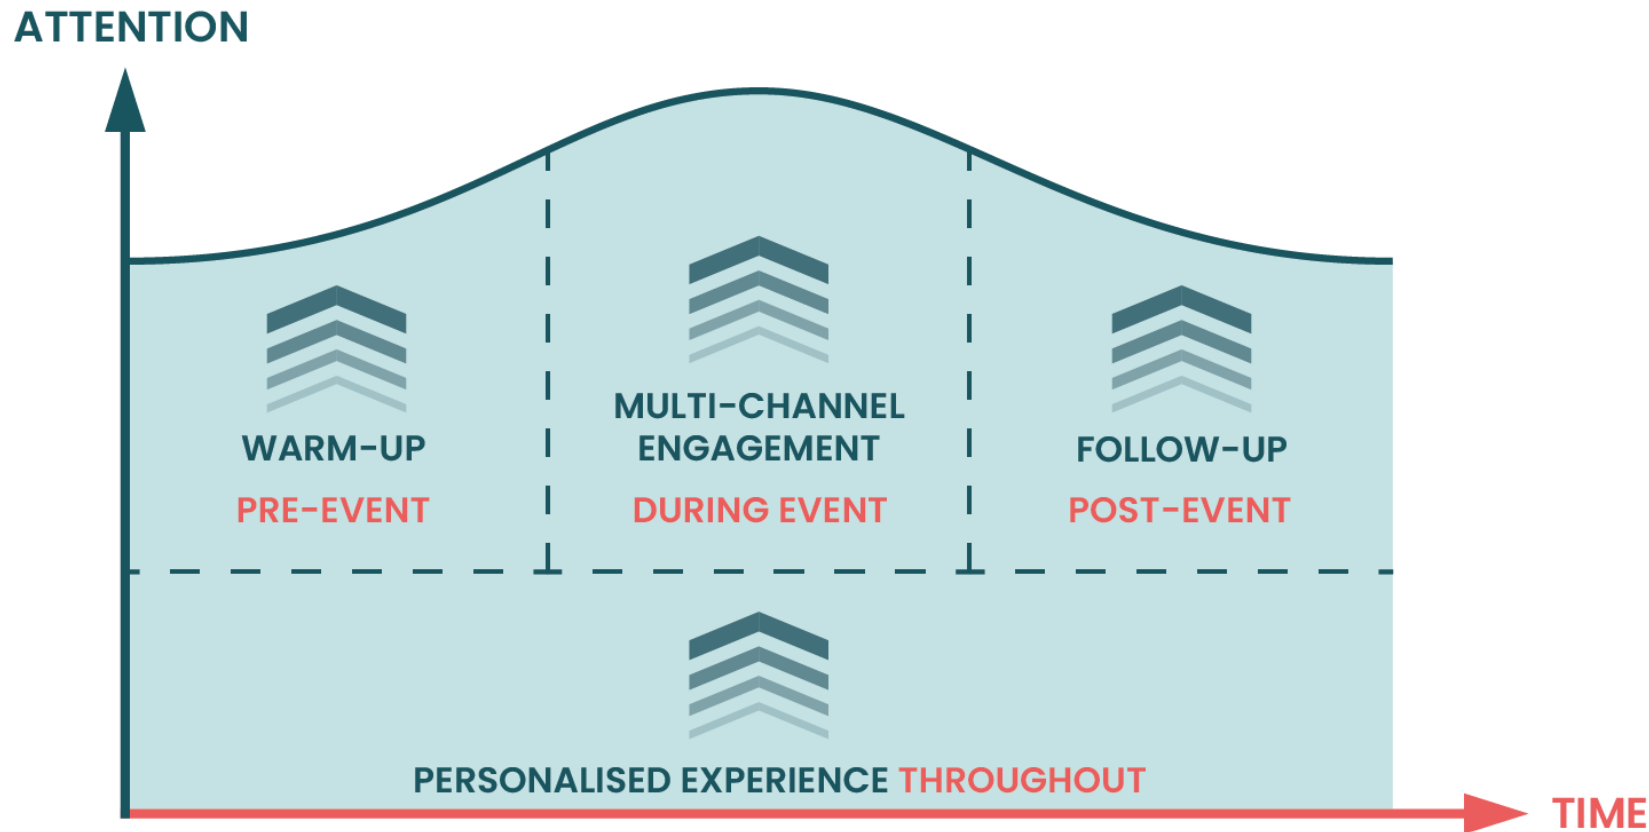 ATTENTION
WARM-UP
PRE-EVENT
MULTI-CHANNEL
ENGAGEMENT
DURING EVENT
FOLLOW-UP
POST-EVENT
PERSONALISED EXPERIENCE THROUGHOUT
TIME